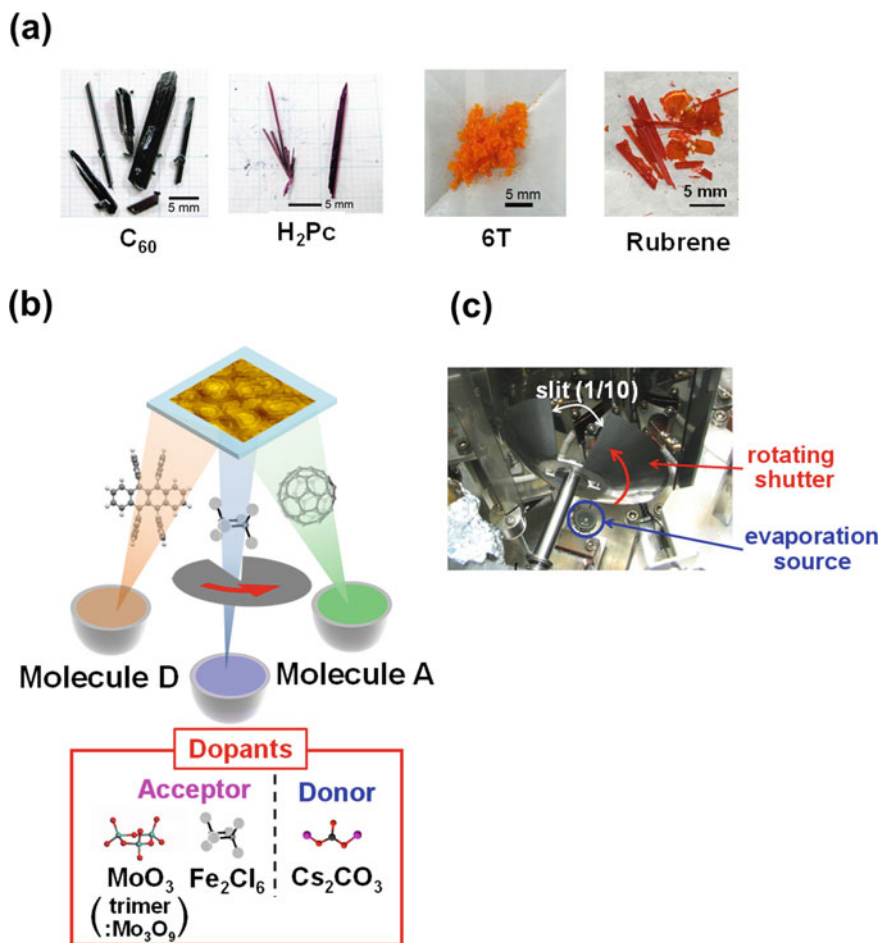 (a)
5 mm
5 mm
5 mm
5 mm
C₆₀
H₂Pc
6T
Rubrene
(b)
(c)
slit (1/10)
rotating
shutter
evaporation
source
Molecule D
Molecule A
Dopants
Acceptor
Donor
MoO₃
Fe₂Cl₆
Cs₂CO₃
(trimer
:Mo₃O₉)